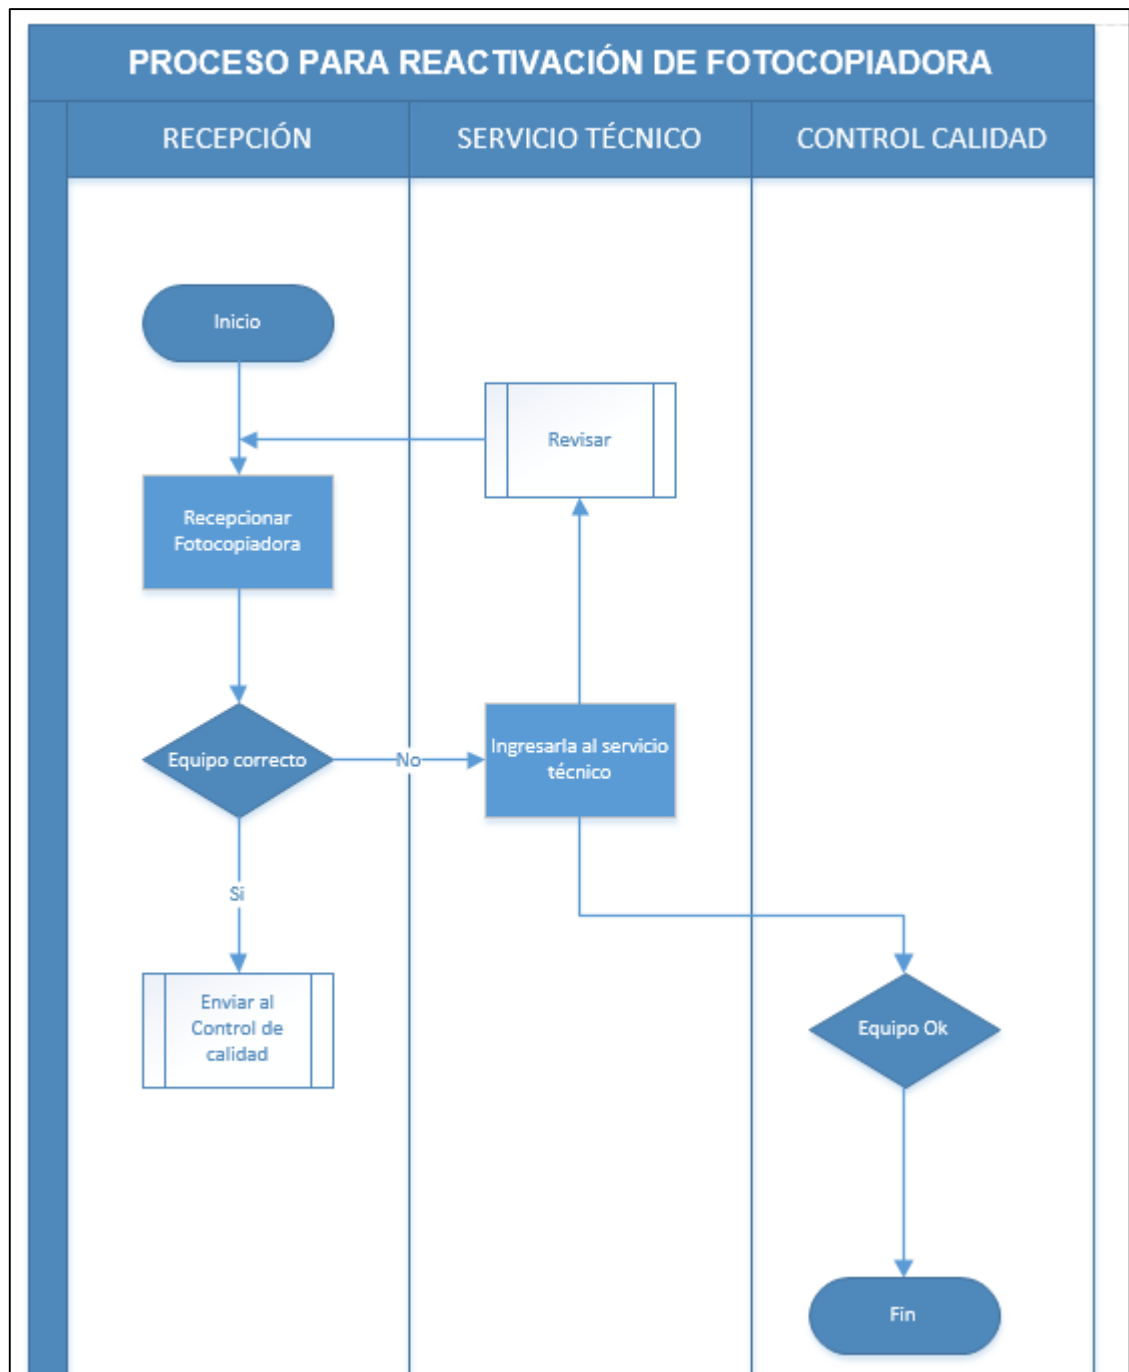 PROCESO PARA REACTIVACIÓN DE FOTOCOPIADORA
RECEPCIÓN
SERVICIO TÉCNICO
CONTROL CALIDAD
Inicio
Revisar
Recepcionar
Fotocopiadora
Equipo correcto
No
Ingresarla al servicio
técnico
Si
Enviar al
Control de
calidad
Equipo Ok
Fin